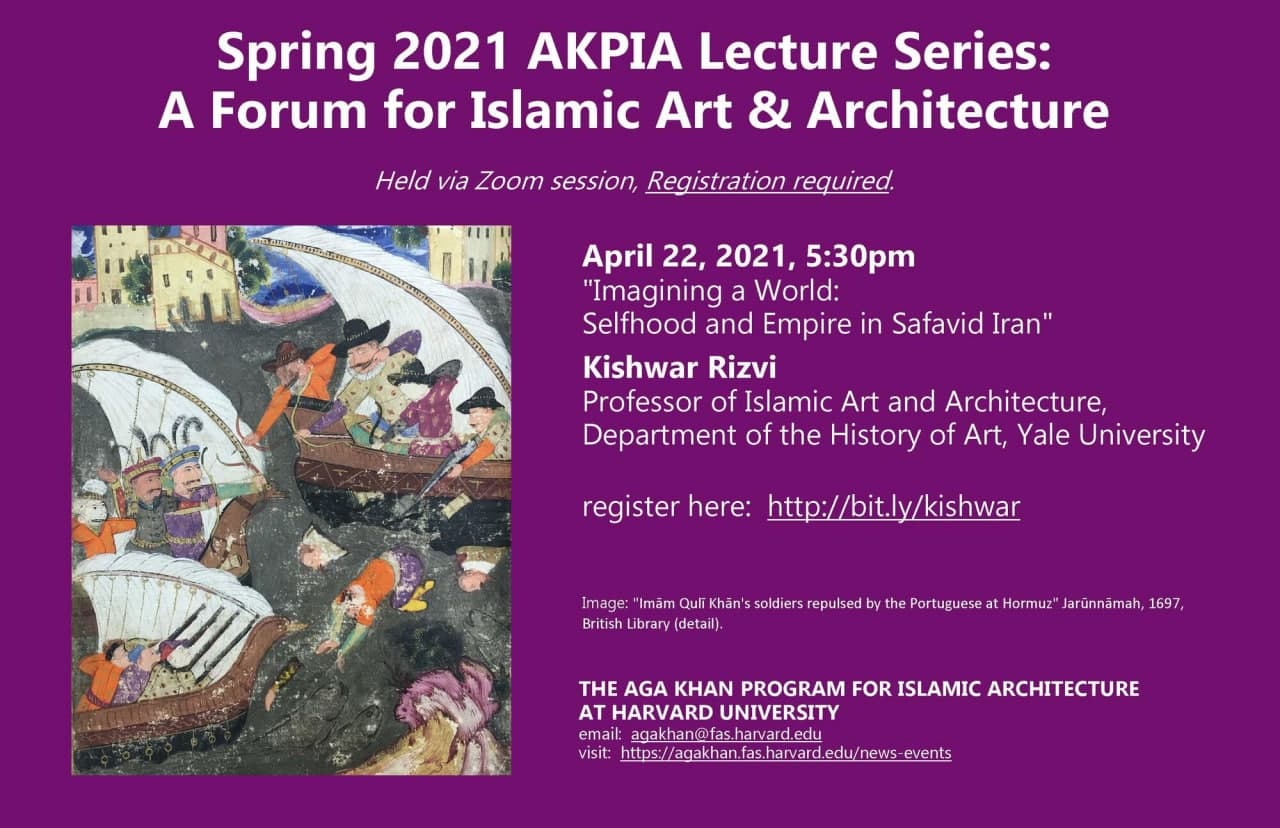 Spring 2021 AKPIA Lecture Series:
A Forum for Islamic Art & Architecture
Held via Zoom session, Registration required.
April 22, 2021, 5:30pm
"Imagining a World:
Selfhood and Empire in Safavid Iran"
Kishwar Rizvi
Professor of Islamic Art and Architecture,
Department of the History of Art, Yale University
register here: http://bit.ly/kishwar
Image: "Imām Qulī Khān's soldiers repulsed by the Portuguese at Hormuz" Jarūnnāmah, 1697,
British Library (detail).
THE AGA KHAN PROGRAM FOR ISLAMIC ARCHITECTURE
AT HARVARD UNIVERSITY
email: agakhan@fas.harvard.edu
visit: https://agakhan.fas.harvard.edu/news-events